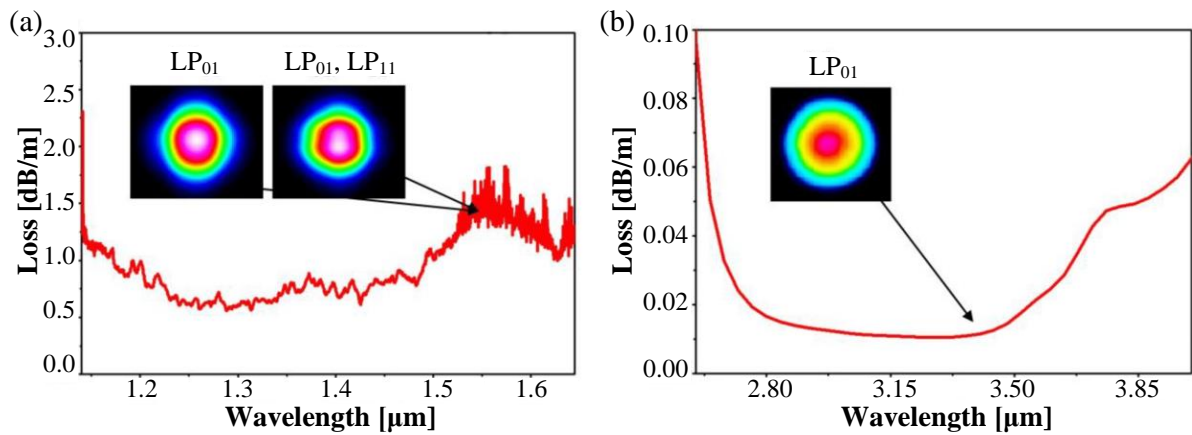 (a)
3.0
2.5
2.0
1.5
1.0
0.5
0.0
Loss [dB/m]
LP01
LP01, LP11
1.2 1.3 1.4 1.5 1.6
Wavelength [μm]
(b)
0.10
0.08
0.06
0.04
0.02
0.00
Loss [dB/m]
LP01
2.80 3.15 3.50 3.85
Wavelength [μm]